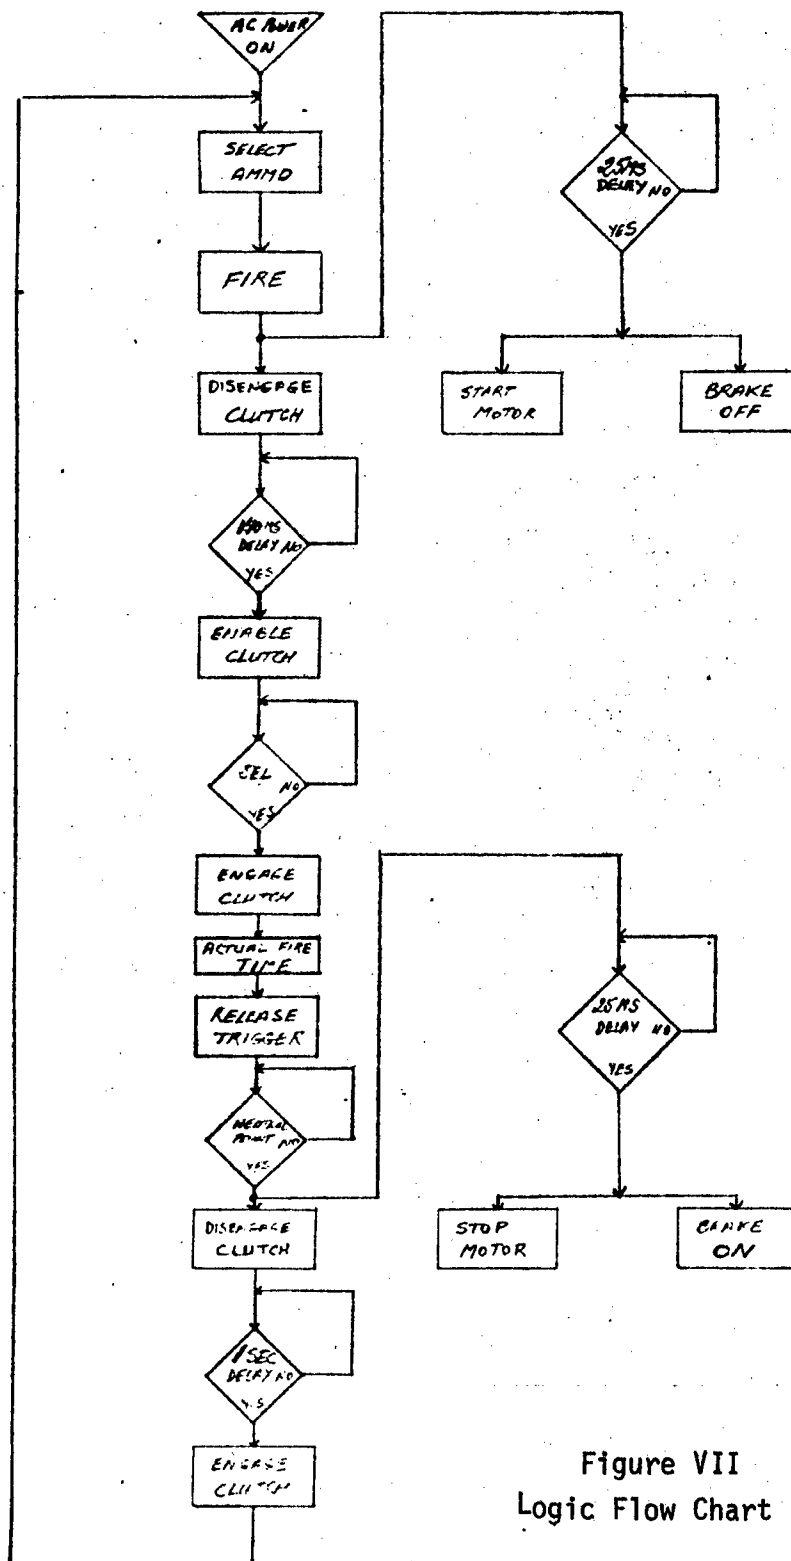 AC POWER
ON
SELECT
AMMO
FIRE
DISENGAGE
CLUTCH
DELAY NO
YES
ENABLE
CLUTCH
SEL
NO
YES
ENGAGE
CLUTCH
ACTUAL FIRE
TIME
RELEASE
TRIGGER
NEUTRAL
POINT NO
YES
DISENGAGE
CLUTCH
1 SEC
DELAY NO
YES
ENGAGE
CLUTCH
25MS
DELAY NO
YES
START
MOTOR
BRAKE
OFF
25MS
DELAY NO
YES
STOP
MOTOR
BRAKE
ON
Figure VII
Logic Flow Chart